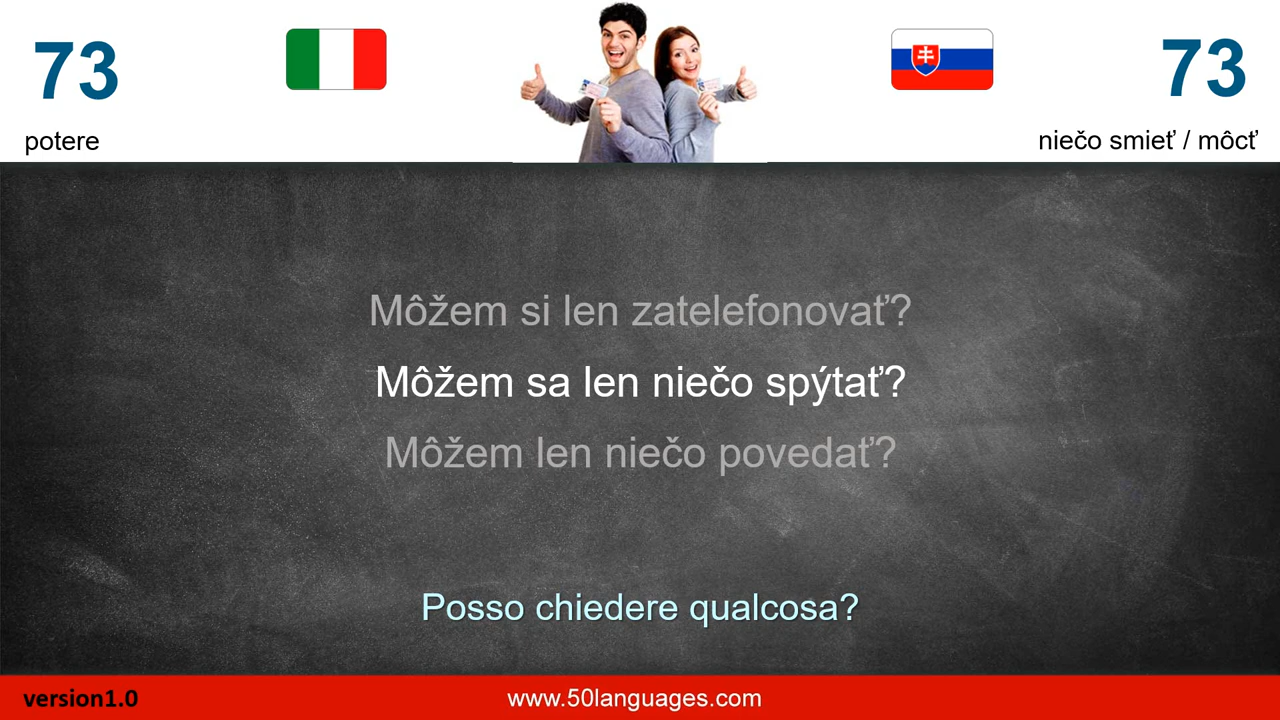 73
73
potere
niečo smieť / môcť
Môžem si len zatelefonovať?
Môžem sa len niečo spýtať?
Môžem len niečo povedať?
Posso chiedere qualcosa?
version1.0
www.50languages.com